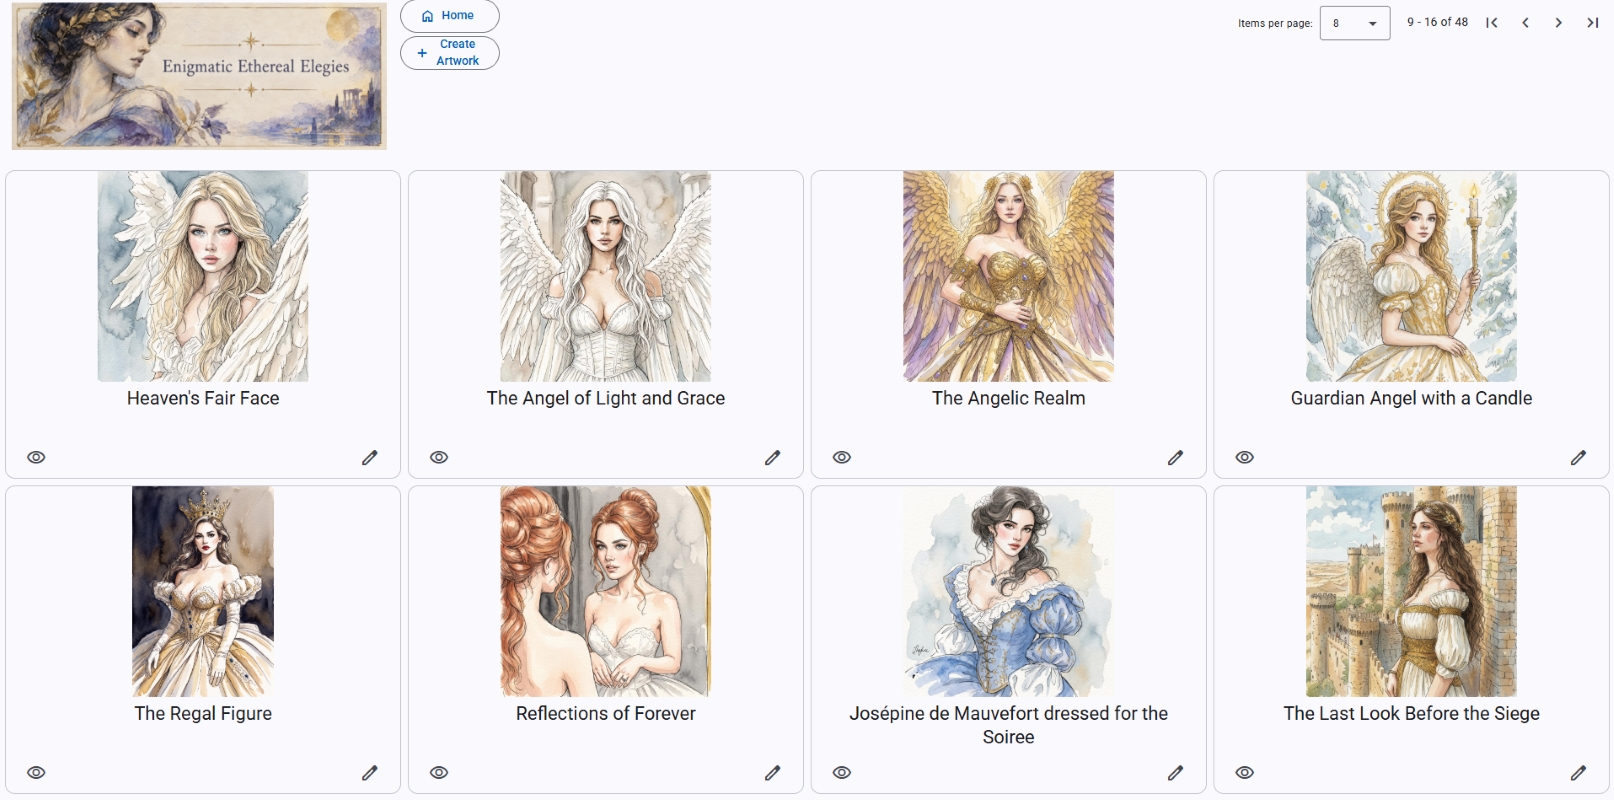 Enigmatic Ethereal Elegies
Home
Create
Artwork
Items per page:
8
9 - 16 of 48
Heaven's Fair Face
The Angel of Light and Grace
The Angelic Realm
Guardian Angel with a Candle
The Regal Figure
Reflections of Forever
Josépine de Mauvefort dressed for the
Soiree
The Last Look Before the Siege